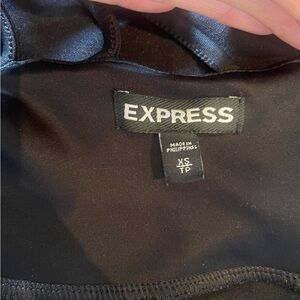 EXPRESS
MADE IN
PHILIPPINES
XS
TP